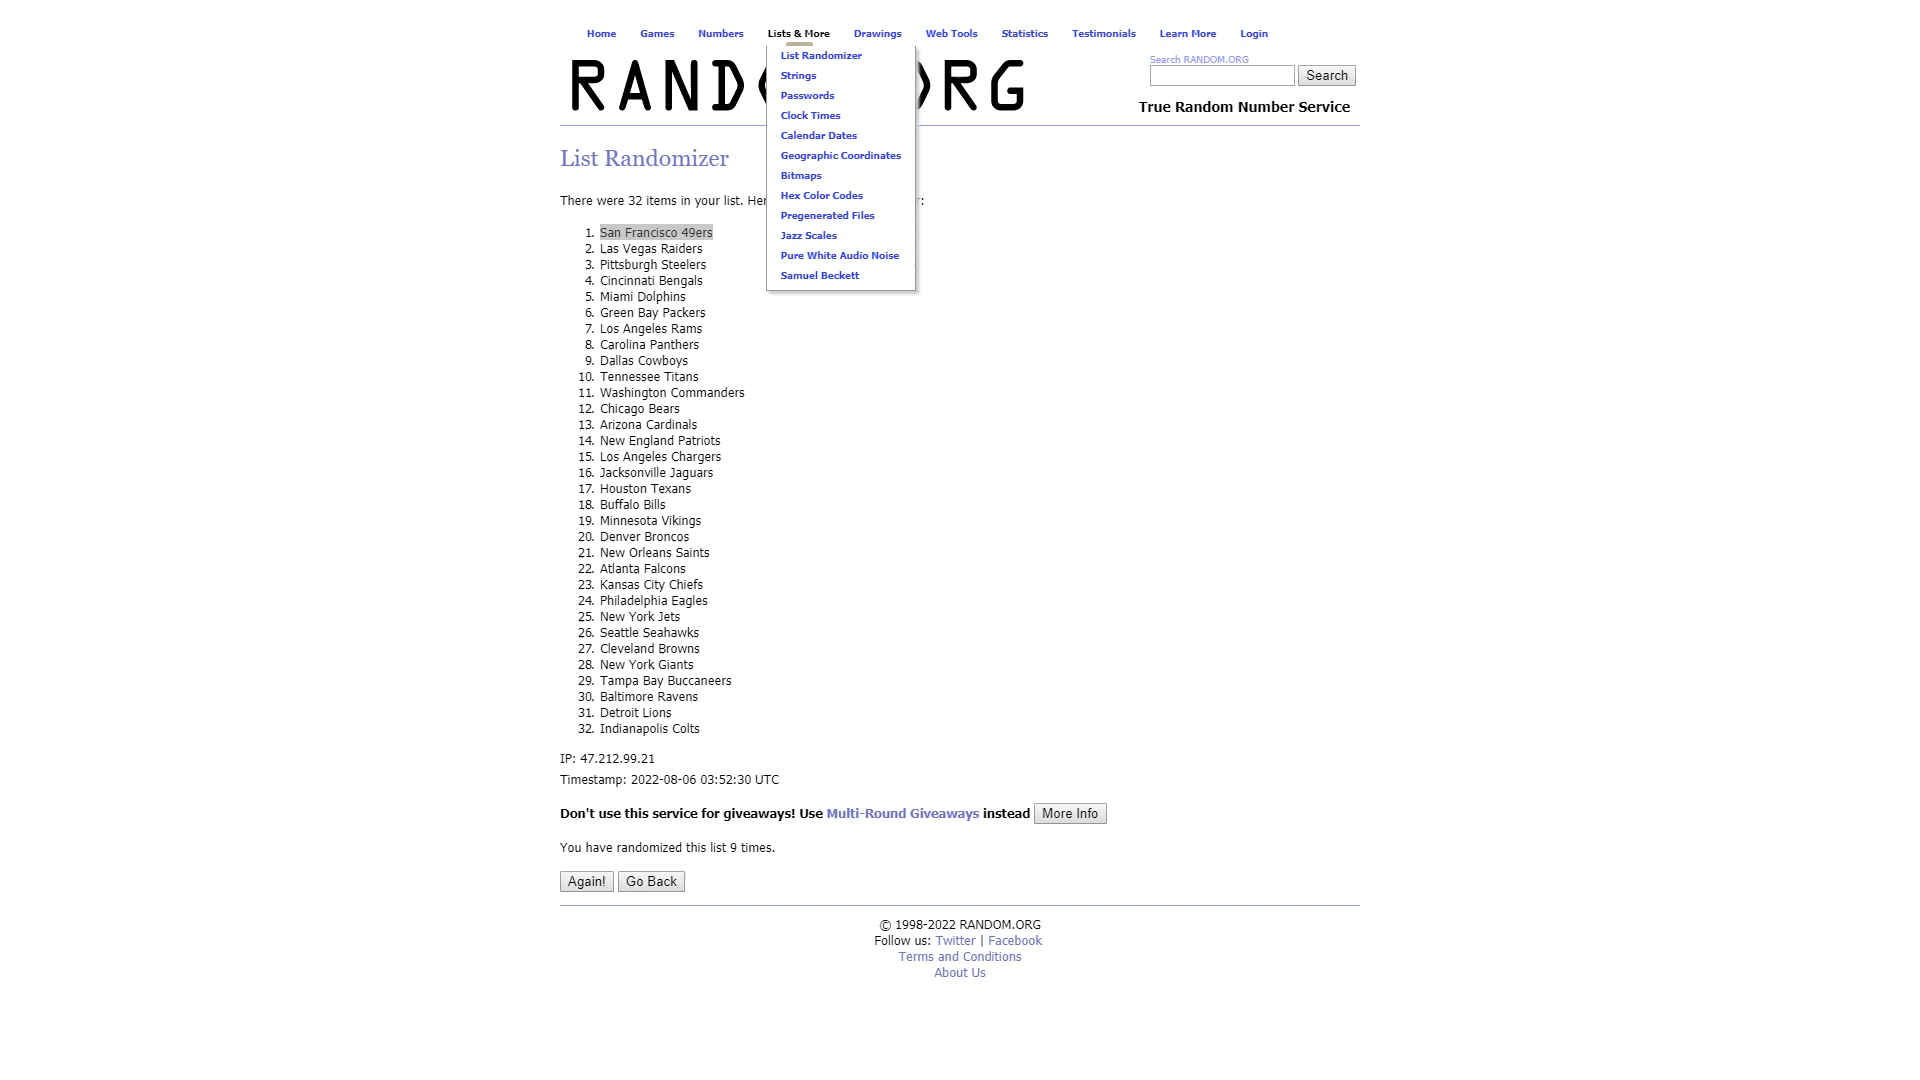 Home Games Numbers Lists & More Drawings Web Tools Statistics Testimonials Learn More Login
List Randomizer
Strings
Passwords
Clock Times
Calendar Dates
Geographic Coordinates
Bitmaps
Hex Color Codes
Pregenerated Files
Jazz Scales
Pure White Audio Noise
Samuel Beckett
Search RANDOM.ORG
Search
True Random Number Service
List Randomizer
There were 32 items in your list.
1. San Francisco 49ers
2. Las Vegas Raiders
3. Pittsburgh Steelers
4. Cincinnati Bengals
5. Miami Dolphins
6. Green Bay Packers
7. Los Angeles Rams
8. Carolina Panthers
9. Dallas Cowboys
10. Tennessee Titans
11. Washington Commanders
12. Chicago Bears
13. Arizona Cardinals
14. New England Patriots
15. Los Angeles Chargers
16. Jacksonville Jaguars
17. Houston Texans
18. Buffalo Bills
19. Minnesota Vikings
20. Denver Broncos
21. New Orleans Saints
22. Atlanta Falcons
23. Kansas City Chiefs
24. Philadelphia Eagles
25. New York Jets
26. Seattle Seahawks
27. Cleveland Browns
28. New York Giants
29. Tampa Bay Buccaneers
30. Baltimore Ravens
31. Detroit Lions
32. Indianapolis Colts
IP: 47.212.99.21
Timestamp: 2022-08-06 03:52:30 UTC
Don't use this service for giveaways! Use Multi-Round Giveaways instead More Info
You have randomized this list 9 times.
Again! Go Back
© 1998-2022 RANDOM.ORG
Follow us: Twitter | Facebook
Terms and Conditions
About Us